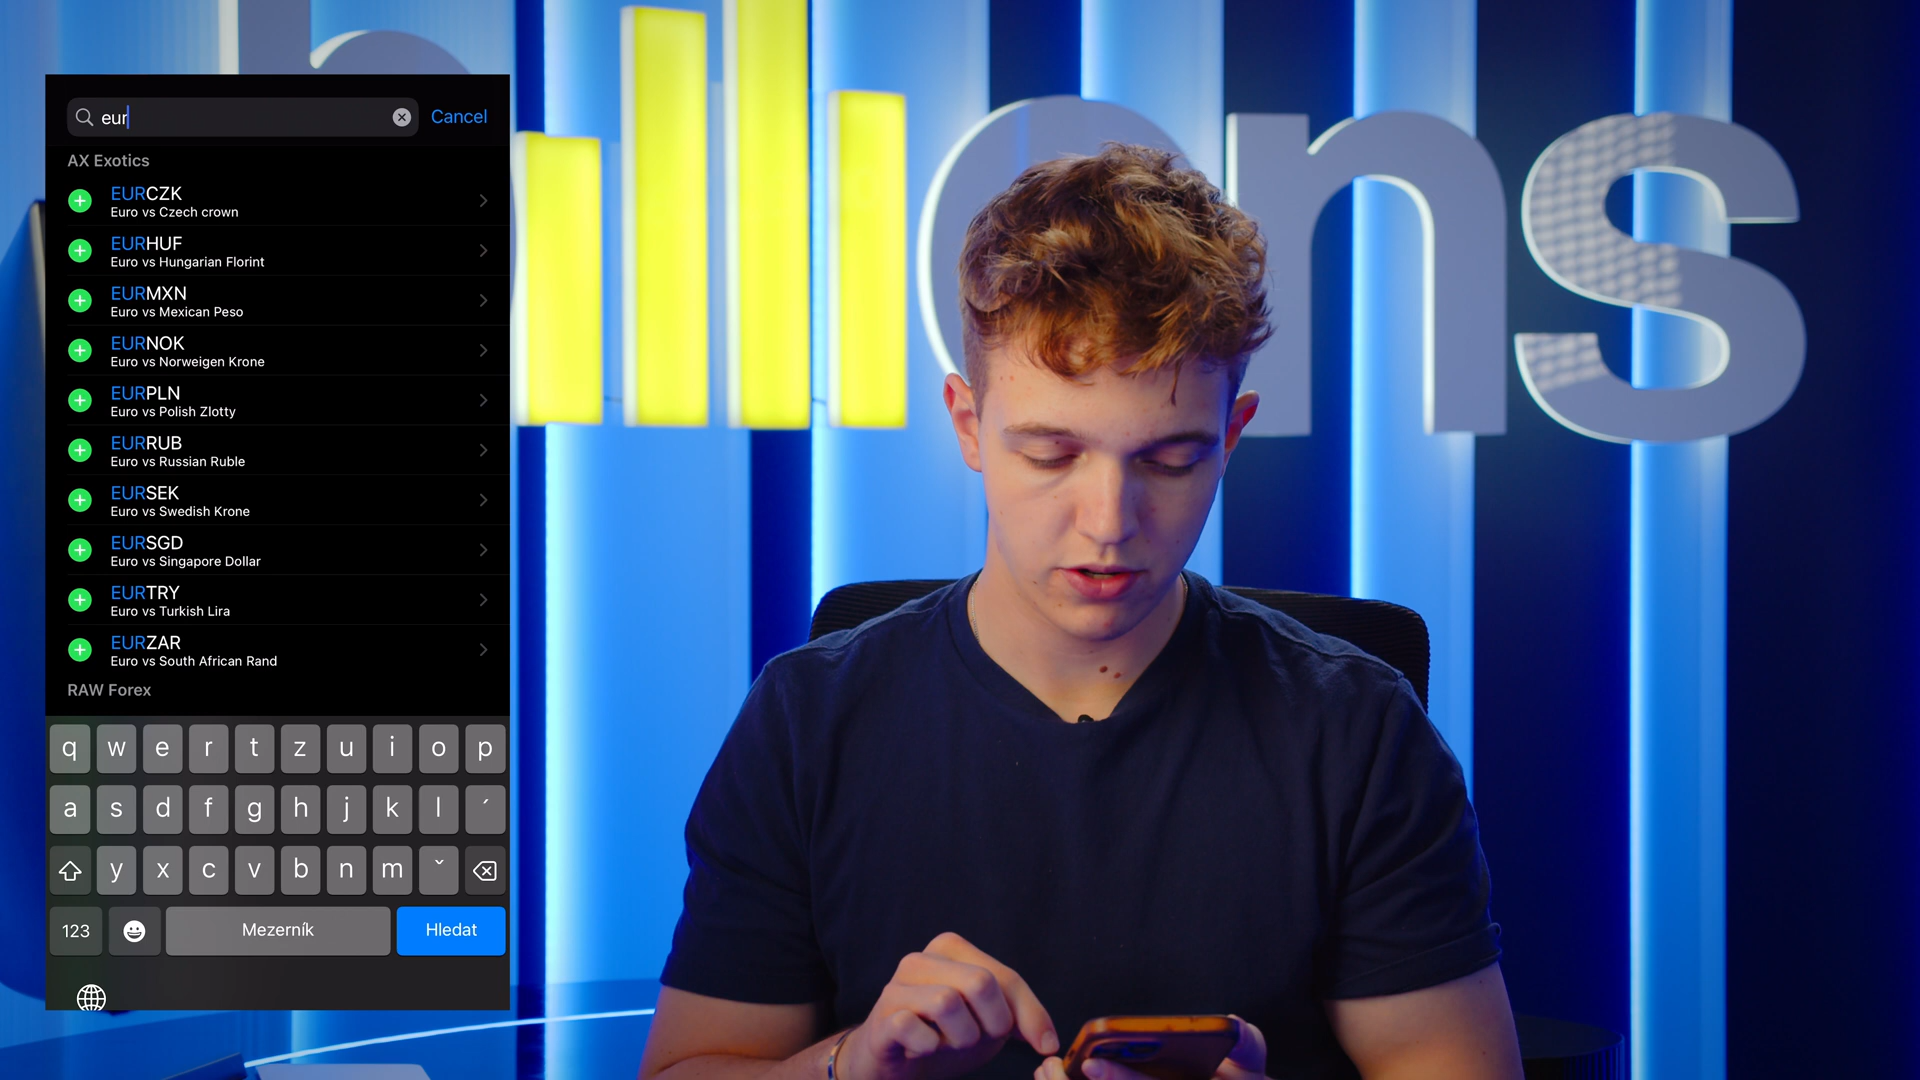 eur
Cancel
AX Exotics
EURCZK
Euro vs Czech crown
EURHUF
Euro vs Hungarian Florint
EURMXN
Euro vs Mexican Peso
EURNOK
Euro vs Norweigen Krone
EURPLN
Euro vs Polish Zlotty
EURRUB
Euro vs Russian Ruble
EURSEK
Euro vs Swedish Krone
EURSGD
Euro vs Singapore Dollar
EURTRY
Euro vs Turkish Lira
EURZAR
Euro vs South African Rand
RAW Forex
q w e r t z u i o p
a s d f g h j k l ´
y x c v b n m ˇ
123 Mezerník Hledat
ons